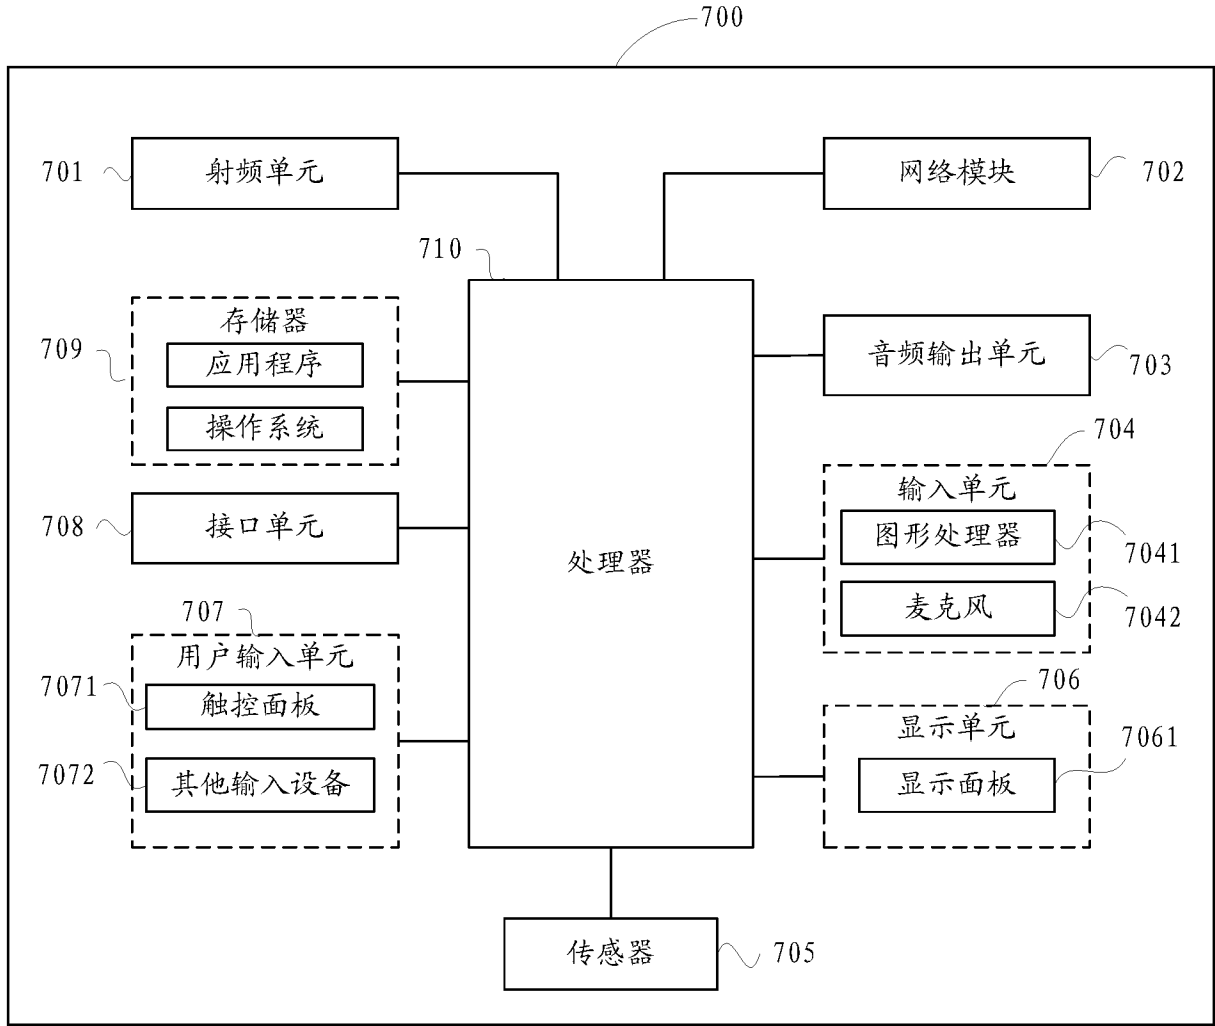 700
701
射频单元
网络模块
702
710
存储器
709
应用程序
操作系统
音频输出单元
703
704
输入单元
图形处理器
7041
麦克风
7042
708
接口单元
处理器
707
用户输入单元
7071
触控面板
7072
其他输入设备
706
显示单元
7061
显示面板
传感器
705